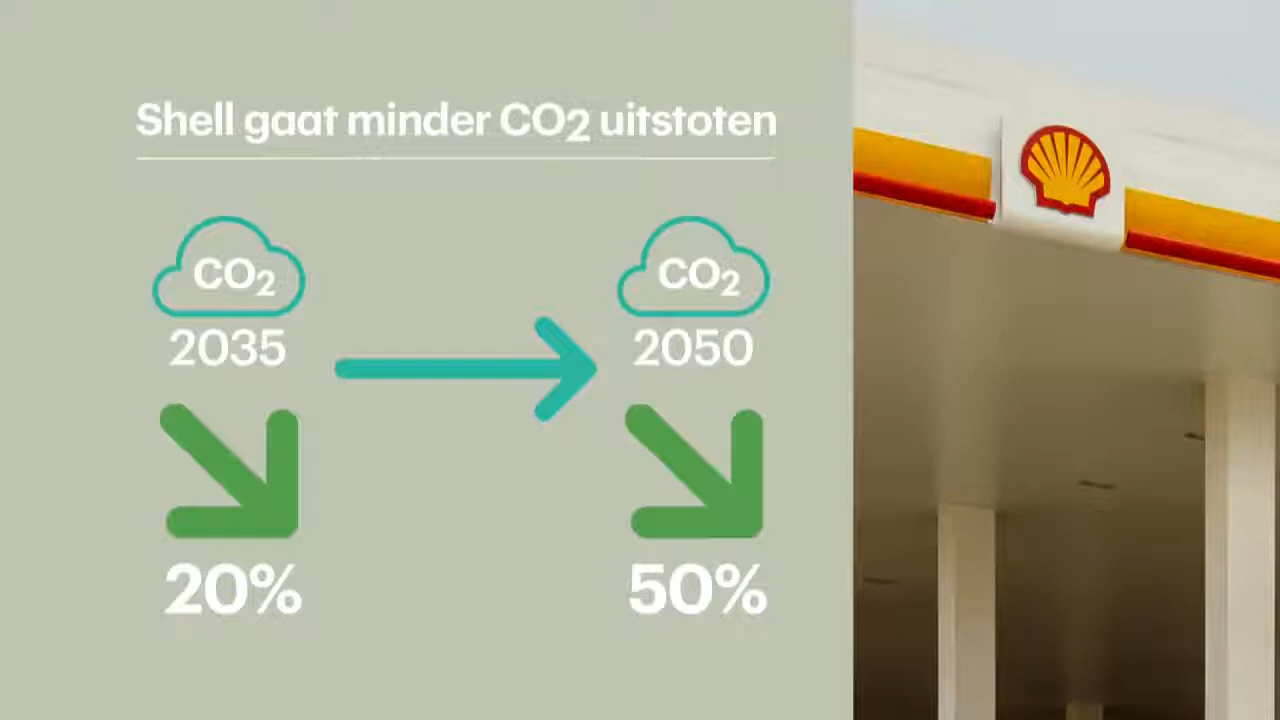 Shell gaat minder CO₂ uitstoten
CO₂ CO₂
2035 2050
20% 50%